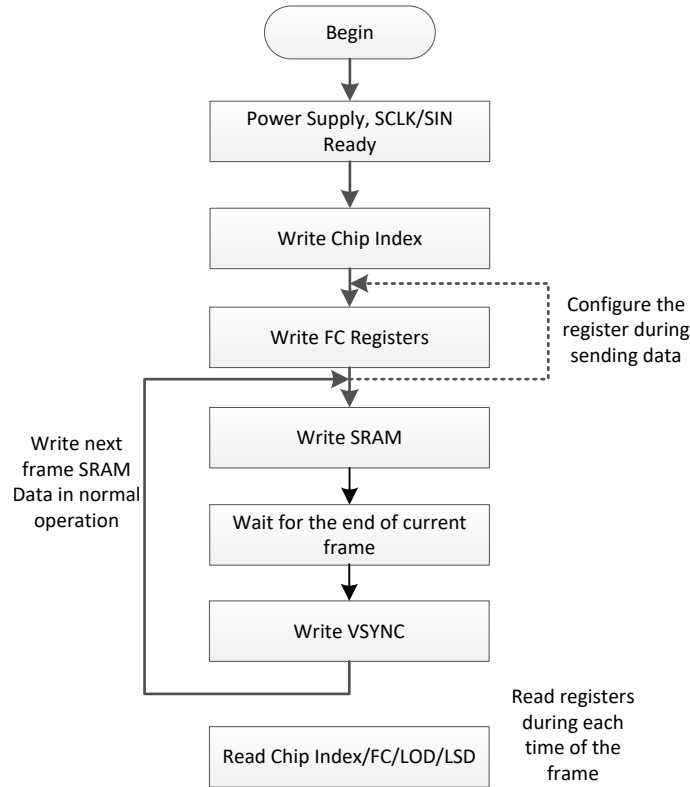 Begin
Power Supply, SCLK/SIN
Ready
Write Chip Index
Configure the
register during
sending data
Write FC Registers
Write next
frame SRAM
Data in normal
operation
Write SRAM
Wait for the end of current
frame
Write VSYNC
Read registers
during each
time of the
frame
Read Chip Index/FC/LOD/LSD